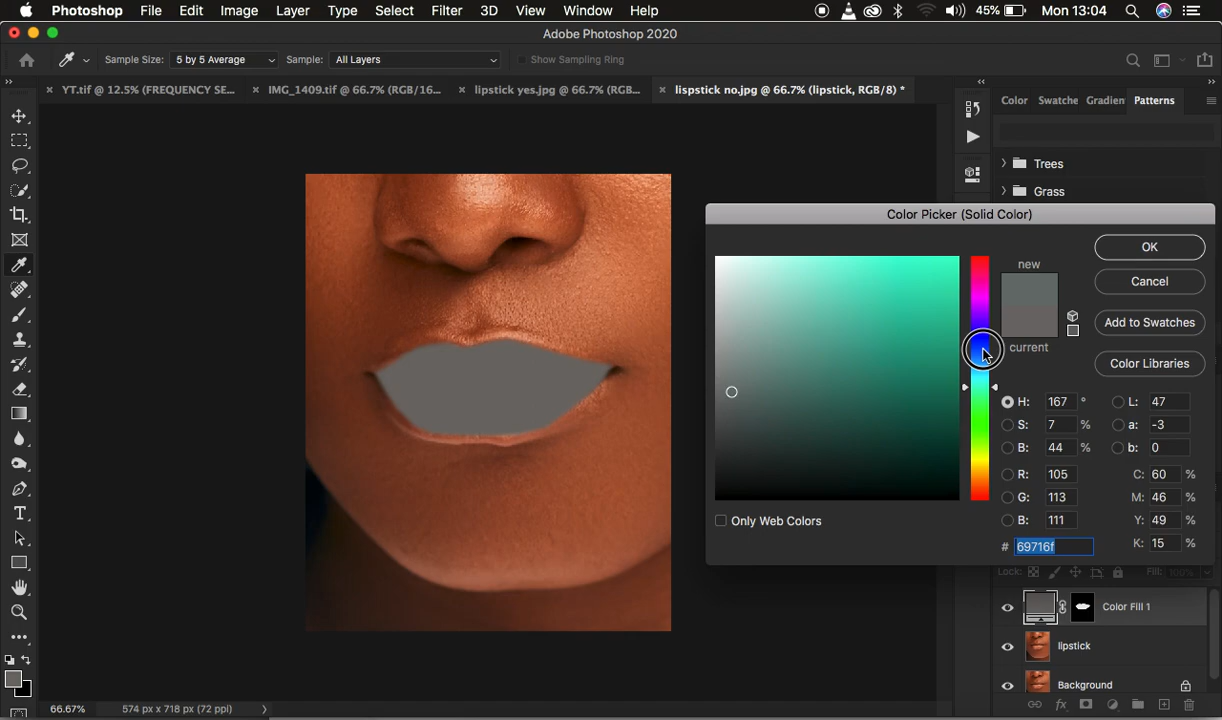 Photoshop File Edit Image Layer Type Select Filter 3D View Window Help 45% Mon 13:04
Adobe Photoshop 2020
Sample Size: 5 by 5 Average Sample: All Layers Show Sampling Ring
YT.tif @ 12.5% (FREQUENCY SE... IMG_1409.tif @ 66.7% (RGB/16... lipstick yes.jpg @ 66.7% (RGB... lispstick no.jpg @ 66.7% (lipstick, RGB/8) *
Color Swatche Gradien Patterns
Trees
Grass
Color Picker (Solid Color)
new
current
OK
Cancel
Add to Swatches
Color Libraries
H: 167 °
S: 7 %
B: 44 %
R: 105
G: 113
B: 111
# 69716f
L: 47
a: -3
b: 0
C: 60 %
M: 46 %
Y: 49 %
K: 15 %
Only Web Colors
Lock: Fill: 100%
Color Fill 1
lipstick
Background
66.67% 574 px x 718 px (72 ppi)